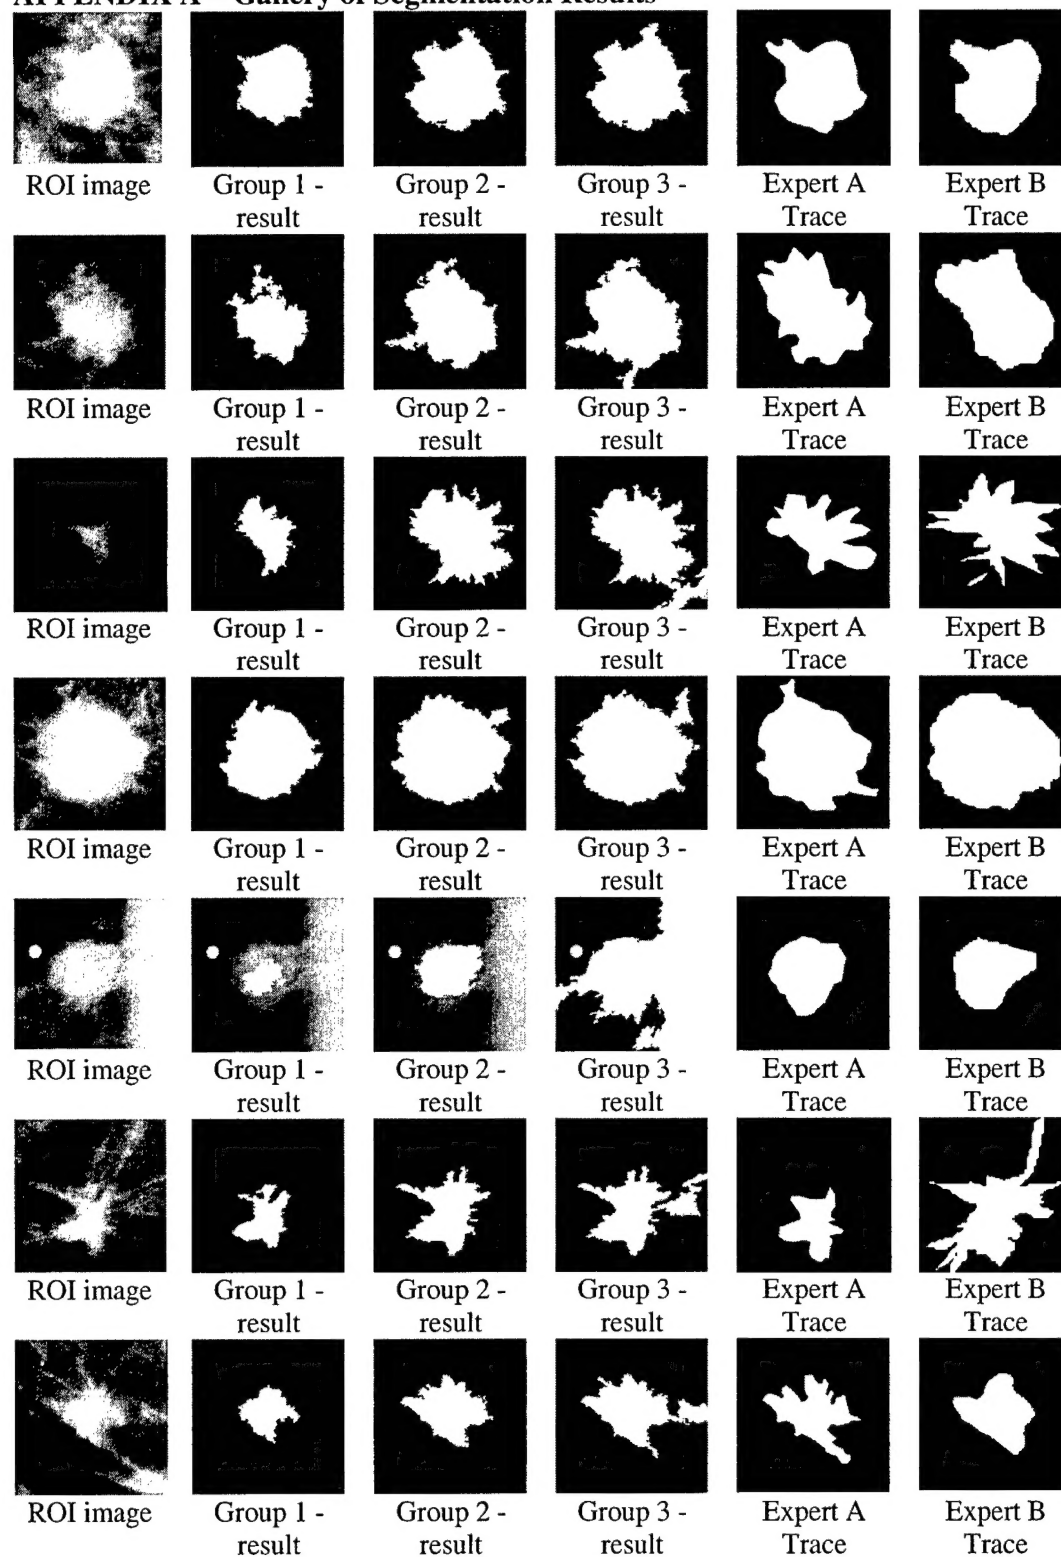 APPENDIX A – Gallery of Segmentation Results
ROI image Group 1 - Group 2 - Group 3 - Expert A Expert B
result result result Trace Trace
ROI image Group 1 - Group 2 - Group 3 - Expert A Expert B
result result result Trace Trace
ROI image Group 1 - Group 2 - Group 3 - Expert A Expert B
result result result Trace Trace
ROI image Group 1 - Group 2 - Group 3 - Expert A Expert B
result result result Trace Trace
ROI image Group 1 - Group 2 - Group 3 - Expert A Expert B
result result result Trace Trace
ROI image Group 1 - Group 2 - Group 3 - Expert A Expert B
result result result Trace Trace
ROI image Group 1 - Group 2 - Group 3 - Expert A Expert B
result result result Trace Trace